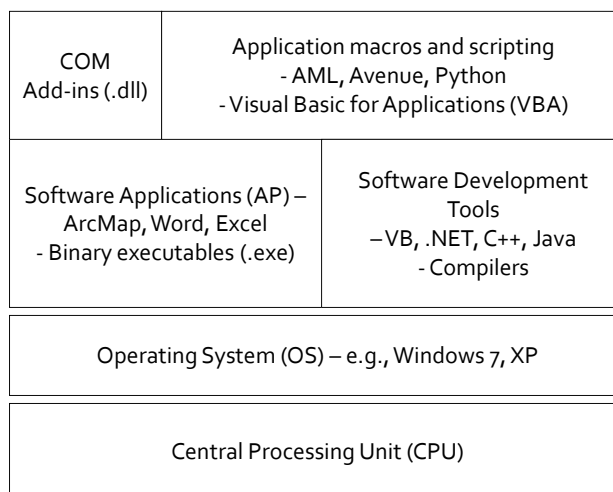 COM
Add-ins (.dll)
Application macros and scripting
- AML, Avenue, Python
- Visual Basic for Applications (VBA)
Software Applications (AP) –
ArcMap, Word, Excel
- Binary executables (.exe)
Software Development
Tools
– VB, .NET, C++, Java
- Compilers
Operating System (OS) – e.g., Windows 7, XP
Central Processing Unit (CPU)